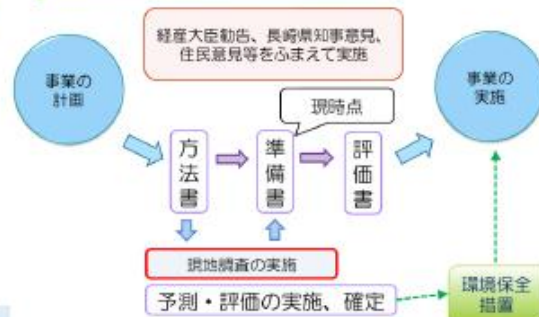 経産大臣勧告、長崎県知事意見、
住民意見等をふまえて実施
事業の
計画
事業の
実施
現時点
方法書
準備書
評価書
現地調査の実施
予測・評価の実施、確定
環境保全
措置